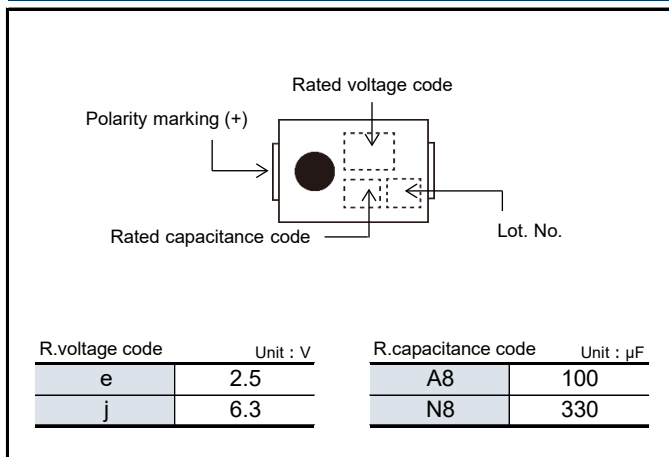 Rated voltage code
Polarity marking (+)
Rated capacitance code
Lot. No.
R.voltage code Unit : V
e 2.5
j 6.3
R.capacitance code Unit : µF
A8 100
N8 330